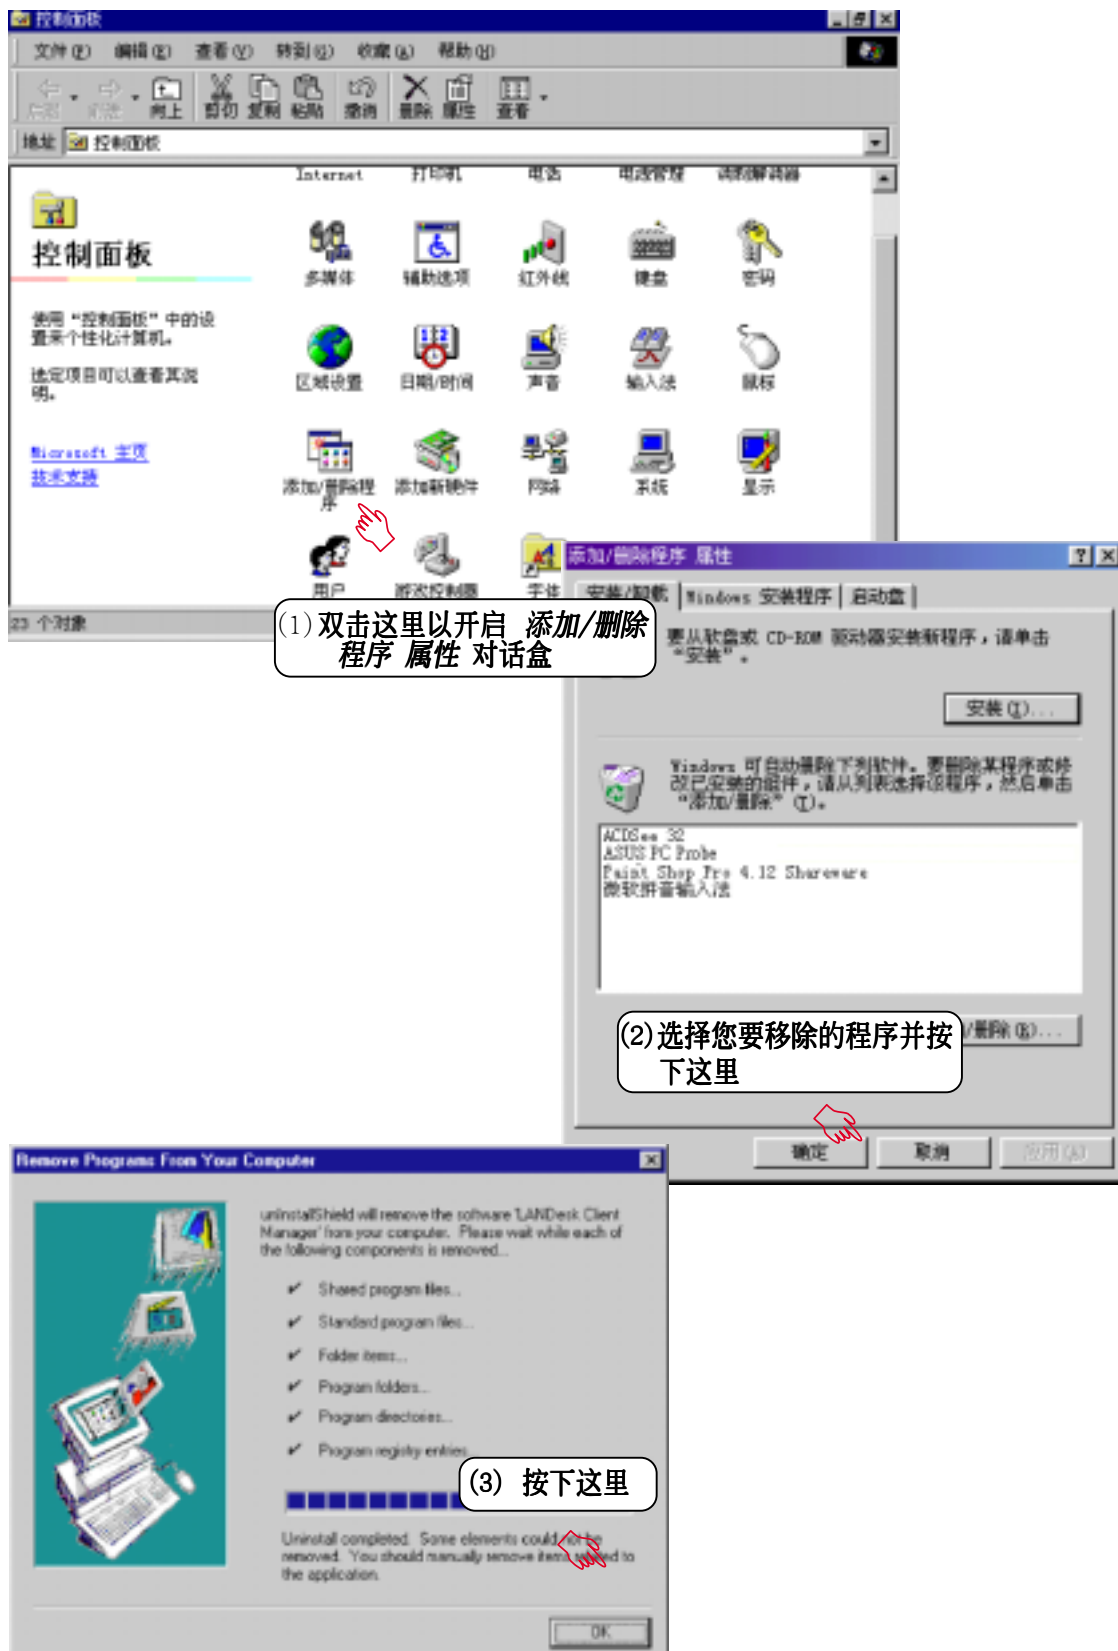 控制面板
文件(F) 编辑(E) 查看(V) 转到(G) 收藏(A) 帮助(H)
后退 前进 向上 剪切 复制 粘贴 撤消 删除 属性 查看
地址 控制面板
Internet 打印机 电话 电源管理 调制解调器
控制面板
多媒体 辅助选项 红外线 键盘 密码
使用“控制面板”中的设
置来个性化计算机。
区域设置 日期/时间 声音 输入法 鼠标
选定项目可以查看其说
明。
Microsoft 主页
技术支持
添加/删除程
序
添加新硬件 网络 系统 显示
用户 游戏控制器 字体
23 个对象
(1)双击这里以开启 添加/删除
程序 属性 对话盒
添加/删除程序 属性
安装/卸载 Windows 安装程序 启动盘
要从软盘或 CD-ROM 驱动器安装新程序，请单击
“安装”。
安装(I)...
Windows 可自动删除下列软件。要删除某程序或修
改已安装的组件，请从列表选择该程序，然后单击
“添加/删除”(T)。
ACDSee 32
ASUS PC Probe
Paint Shop Pro 4.12 Shareware
微软拼音输入法
(2)选择您要移除的程序并按
下这里
/删除(R)...
确定 取消 应用(A)
Remove Programs From Your Computer
uninstallShield will remove the software 'LANDesk Client
Manager' from your computer. Please wait while each of
the following components is removed...
✔ Shared program files...
✔ Standard program files...
✔ Folder items...
✔ Program folders...
✔ Program directories...
✔ Program registry entries...
(3) 按下这里
Uninstall completed. Some elements could not be
removed. You should manually remove items related to
the application.
OK